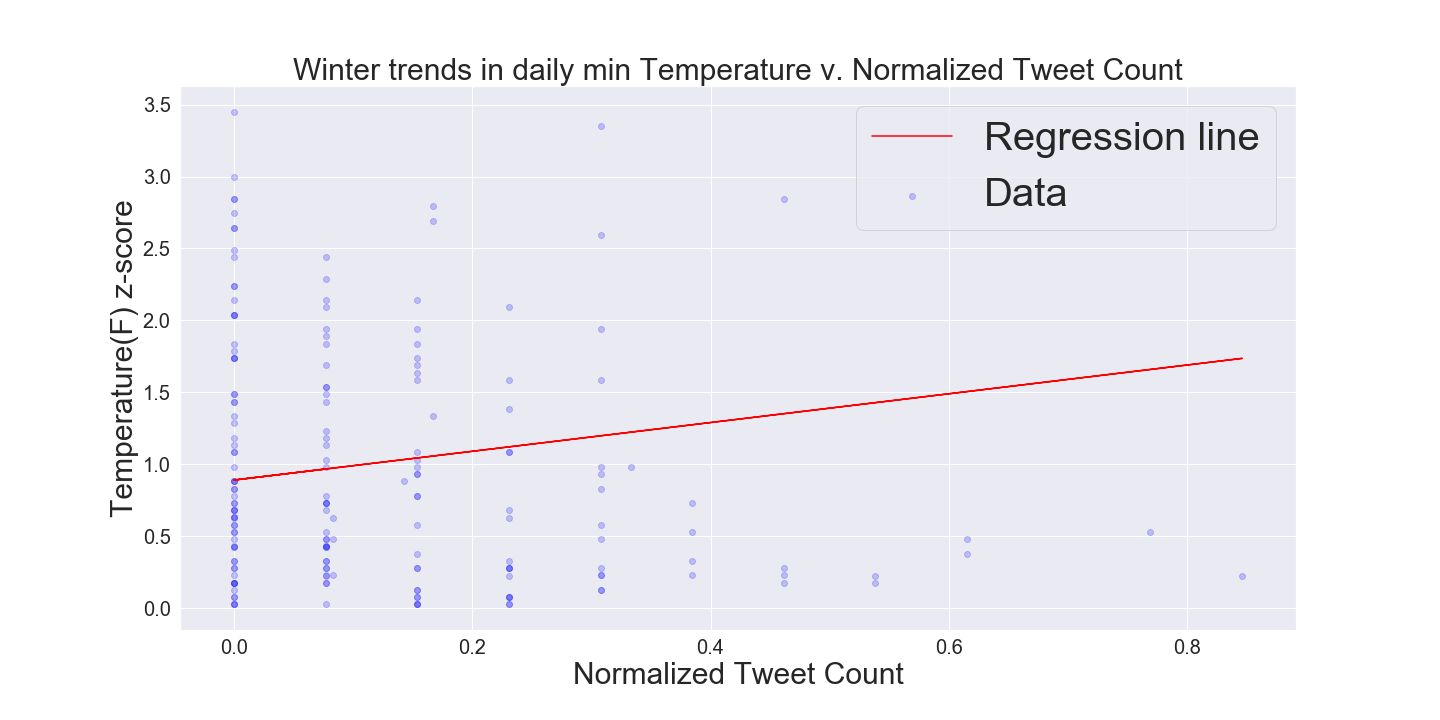 Winter trends in daily min Temperature v. Normalized Tweet Count
Regression line
Data
Temperature(F) z-score
3.5
3.0
2.5
2.0
1.5
1.0
0.5
0.0
0.0 0.2 0.4 0.6 0.8
Normalized Tweet Count